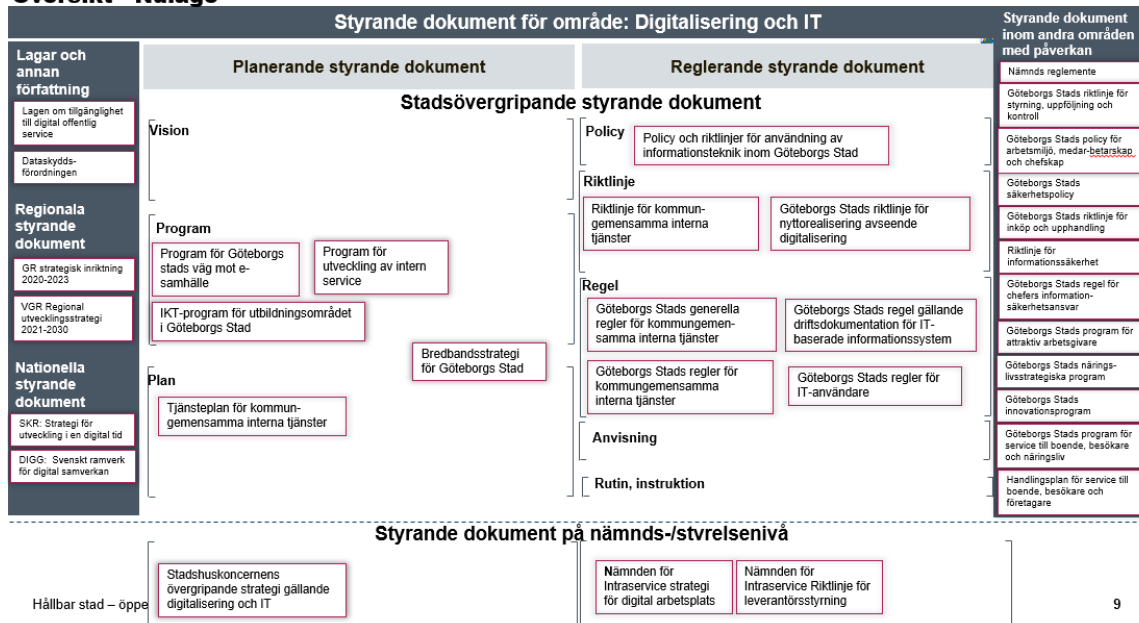 Översikt - Nuläge
Styrande dokument för område: Digitalisering och IT
Lagar och
annan
författning
Lagen om tillgänglighet
till digital offentlig
service
Dataskydds-
förordningen
Regionala
styrande
dokument
GR strategisk inriktning
2020-2023
VGR Regional
utvecklingsstrategi
2021-2030
Nationella
styrande
dokument
SKR: Strategi för
utveckling i en digital tid
DIGG: Svenskt ramverk
för digital samverkan
Planerande styrande dokument
Reglerande styrande dokument
Stadsövergripande styrande dokument
Vision
Program
Program för Göteborgs
stads väg mot e-
samhälle
Program för
utveckling av intern
service
IKT-program för utbildningsområdet
i Göteborgs Stad
Bredbandsstrategi
för Göteborgs Stad
Plan
Tjänsteplan för kommun-
gemensamma interna tjänster
Policy
Policy och riktlinjer för användning av
informationsteknik inom Göteborgs Stad
Riktlinje
Riktlinje för kommun-
gemensamma interna
tjänster
Göteborgs Stads riktlinje för
nyttorealisering avseende
digitalisering
Regel
Göteborgs Stads generella
regler för kommungemen-
samma interna tjänster
Göteborgs Stads regel gällande
driftsdokumentation för IT-
baserade informationssystem
Göteborgs Stads regler för
kommungemensamma
interna tjänster
Göteborgs Stads regler för
IT-användare
Anvisning
Rutin, instruktion
Styrande dokument
inom andra områden
med påverkan
Nämnds reglemente
Göteborgs Stads riktlinje för
styrning, uppföljning och
kontroll
Göteborgs Stads policy för
arbetsmiljö, medar-betarskap
och chefskap
Göteborgs Stads
säkerhetspolicy
Göteborgs Stads riktlinje för
inköp och upphandling
Riktlinje för
informationssäkerhet
Göteborgs Stads regel för
chefers information-
säkerhetsansvar
Göteborgs Stads program för
attraktiv arbetsgivare
Göteborgs Stads närings-
livsstrategiska program
Göteborgs Stads
innovationsprogram
Göteborgs Stads program för
service till boende, besökare
och näringsliv
Handlingsplan för service till
boende, besökare och
företagare
Styrande dokument på nämnds-/styrelsenivå
Stadshuskoncernens
övergripande strategi gällande
digitalisering och IT
Nämnden för
Intraservice strategi
för digital arbetsplats
Nämnden för
Intraservice Riktlinje för
leverantörsstyrning
Hållbar stad – öppe
9